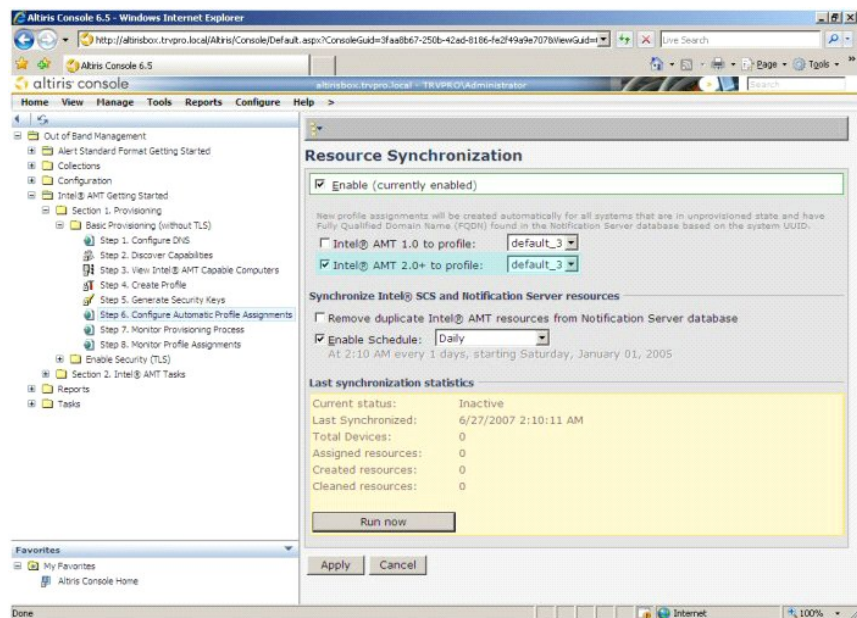 Altiris Console 6.5 - Windows Internet Explorer
http://altirisbox.trvpro.local/Altiris/Console/Default.aspx?ConsoleGuid=3faa8b67-250b-42ad-8186-fe2f49a9e707&ViewGuid=
Live Search
Altiris Console 6.5
Page
Tools
altiris console
altirisbox.trvpro.local - TRVPRO\Administrator
Search
Home View Manage Tools Reports Configure Help >
Out of Band Management
Alert Standard Format Getting Started
Collections
Configuration
Intel® AMT Getting Started
Section 1. Provisioning
Basic Provisioning (without TLS)
Step 1. Configure DNS
Step 2. Discover Capabilities
Step 3. View Intel® AMT Capable Computers
Step 4. Create Profile
Step 5. Generate Security Keys
Step 6. Configure Automatic Profile Assignments
Step 7. Monitor Provisioning Process
Step 8. Monitor Profile Assignments
Enable Security (TLS)
Section 2. Intel® AMT Tasks
Reports
Tasks
Favorites
My Favorites
Altiris Console Home
Resource Synchronization
Enable (currently enabled)
New profile assignments will be created automatically for all systems that are in unprovisioned state and have
Fully Qualified Domain Name (FQDN) found in the Notification Server database based on the system UUID.
Intel® AMT 1.0 to profile: default_3
Intel® AMT 2.0+ to profile: default_3
Synchronize Intel® SCS and Notification Server resources
Remove duplicate Intel® AMT resources from Notification Server database
Enable Schedule: Daily
At 2:10 AM every 1 days, starting Saturday, January 01, 2005
Last synchronization statistics
Current status: Inactive
Last Synchronized: 6/27/2007 2:10:11 AM
Total Devices: 0
Assigned resources: 0
Created resources: 0
Cleaned resources: 0
Run now
Apply Cancel
Done
Internet
100%